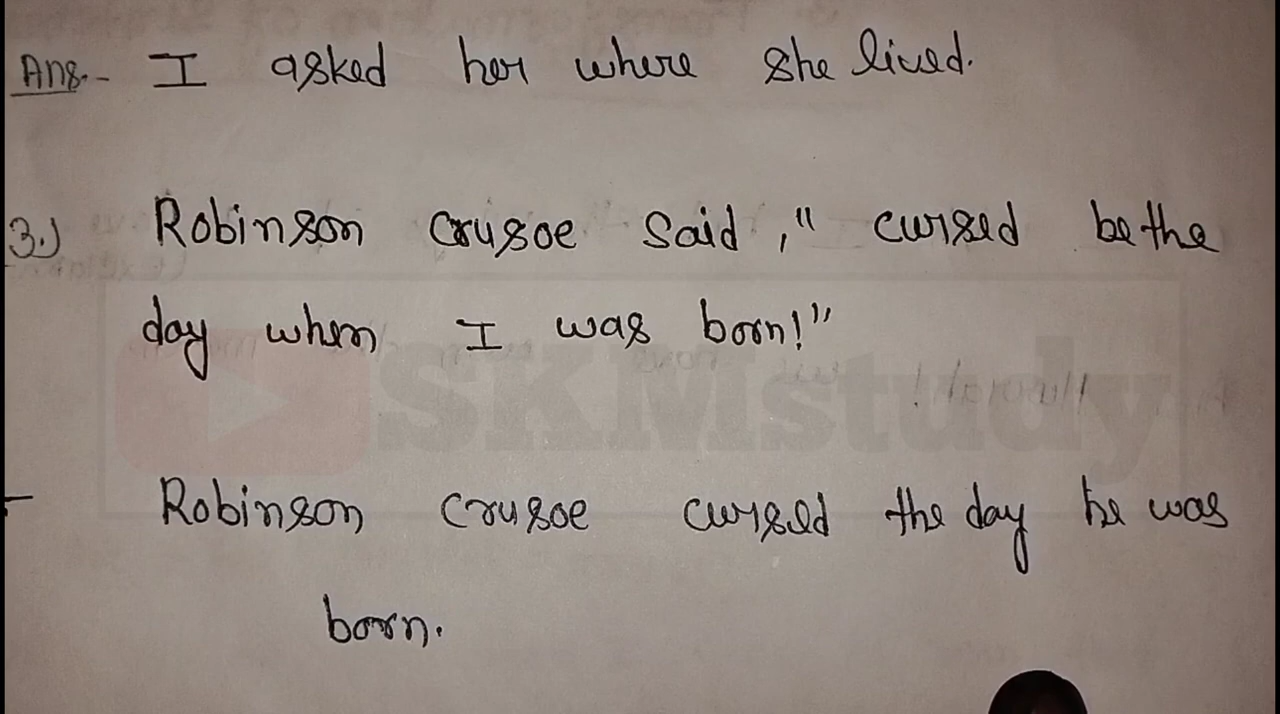 Ans.- I asked her where she lived.
3.) Robinson Crusoe said ," cursed be the
day when I was born!"
SKMstudy
Robinson Crusoe cursed the day he was
born.